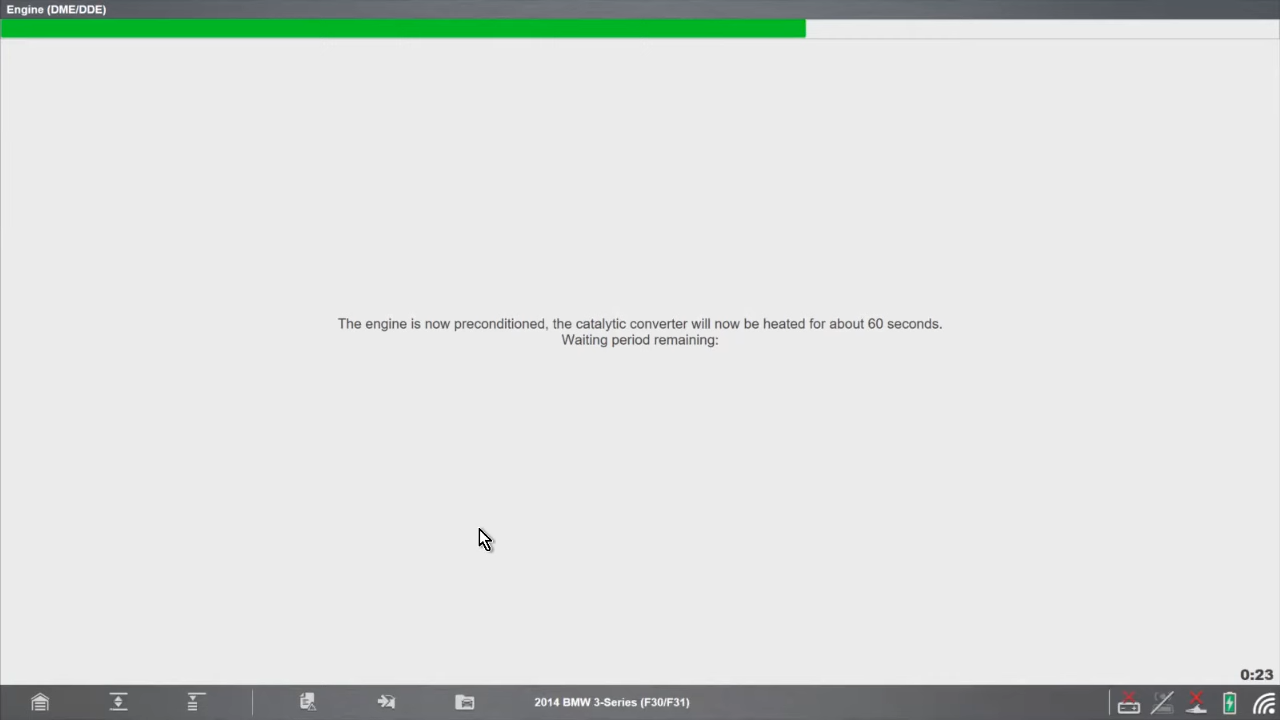 Engine (DME/DDE)
The engine is now preconditioned, the catalytic converter will now be heated for about 60 seconds.
Waiting period remaining:
0:23
2014 BMW 3-Series (F30/F31)